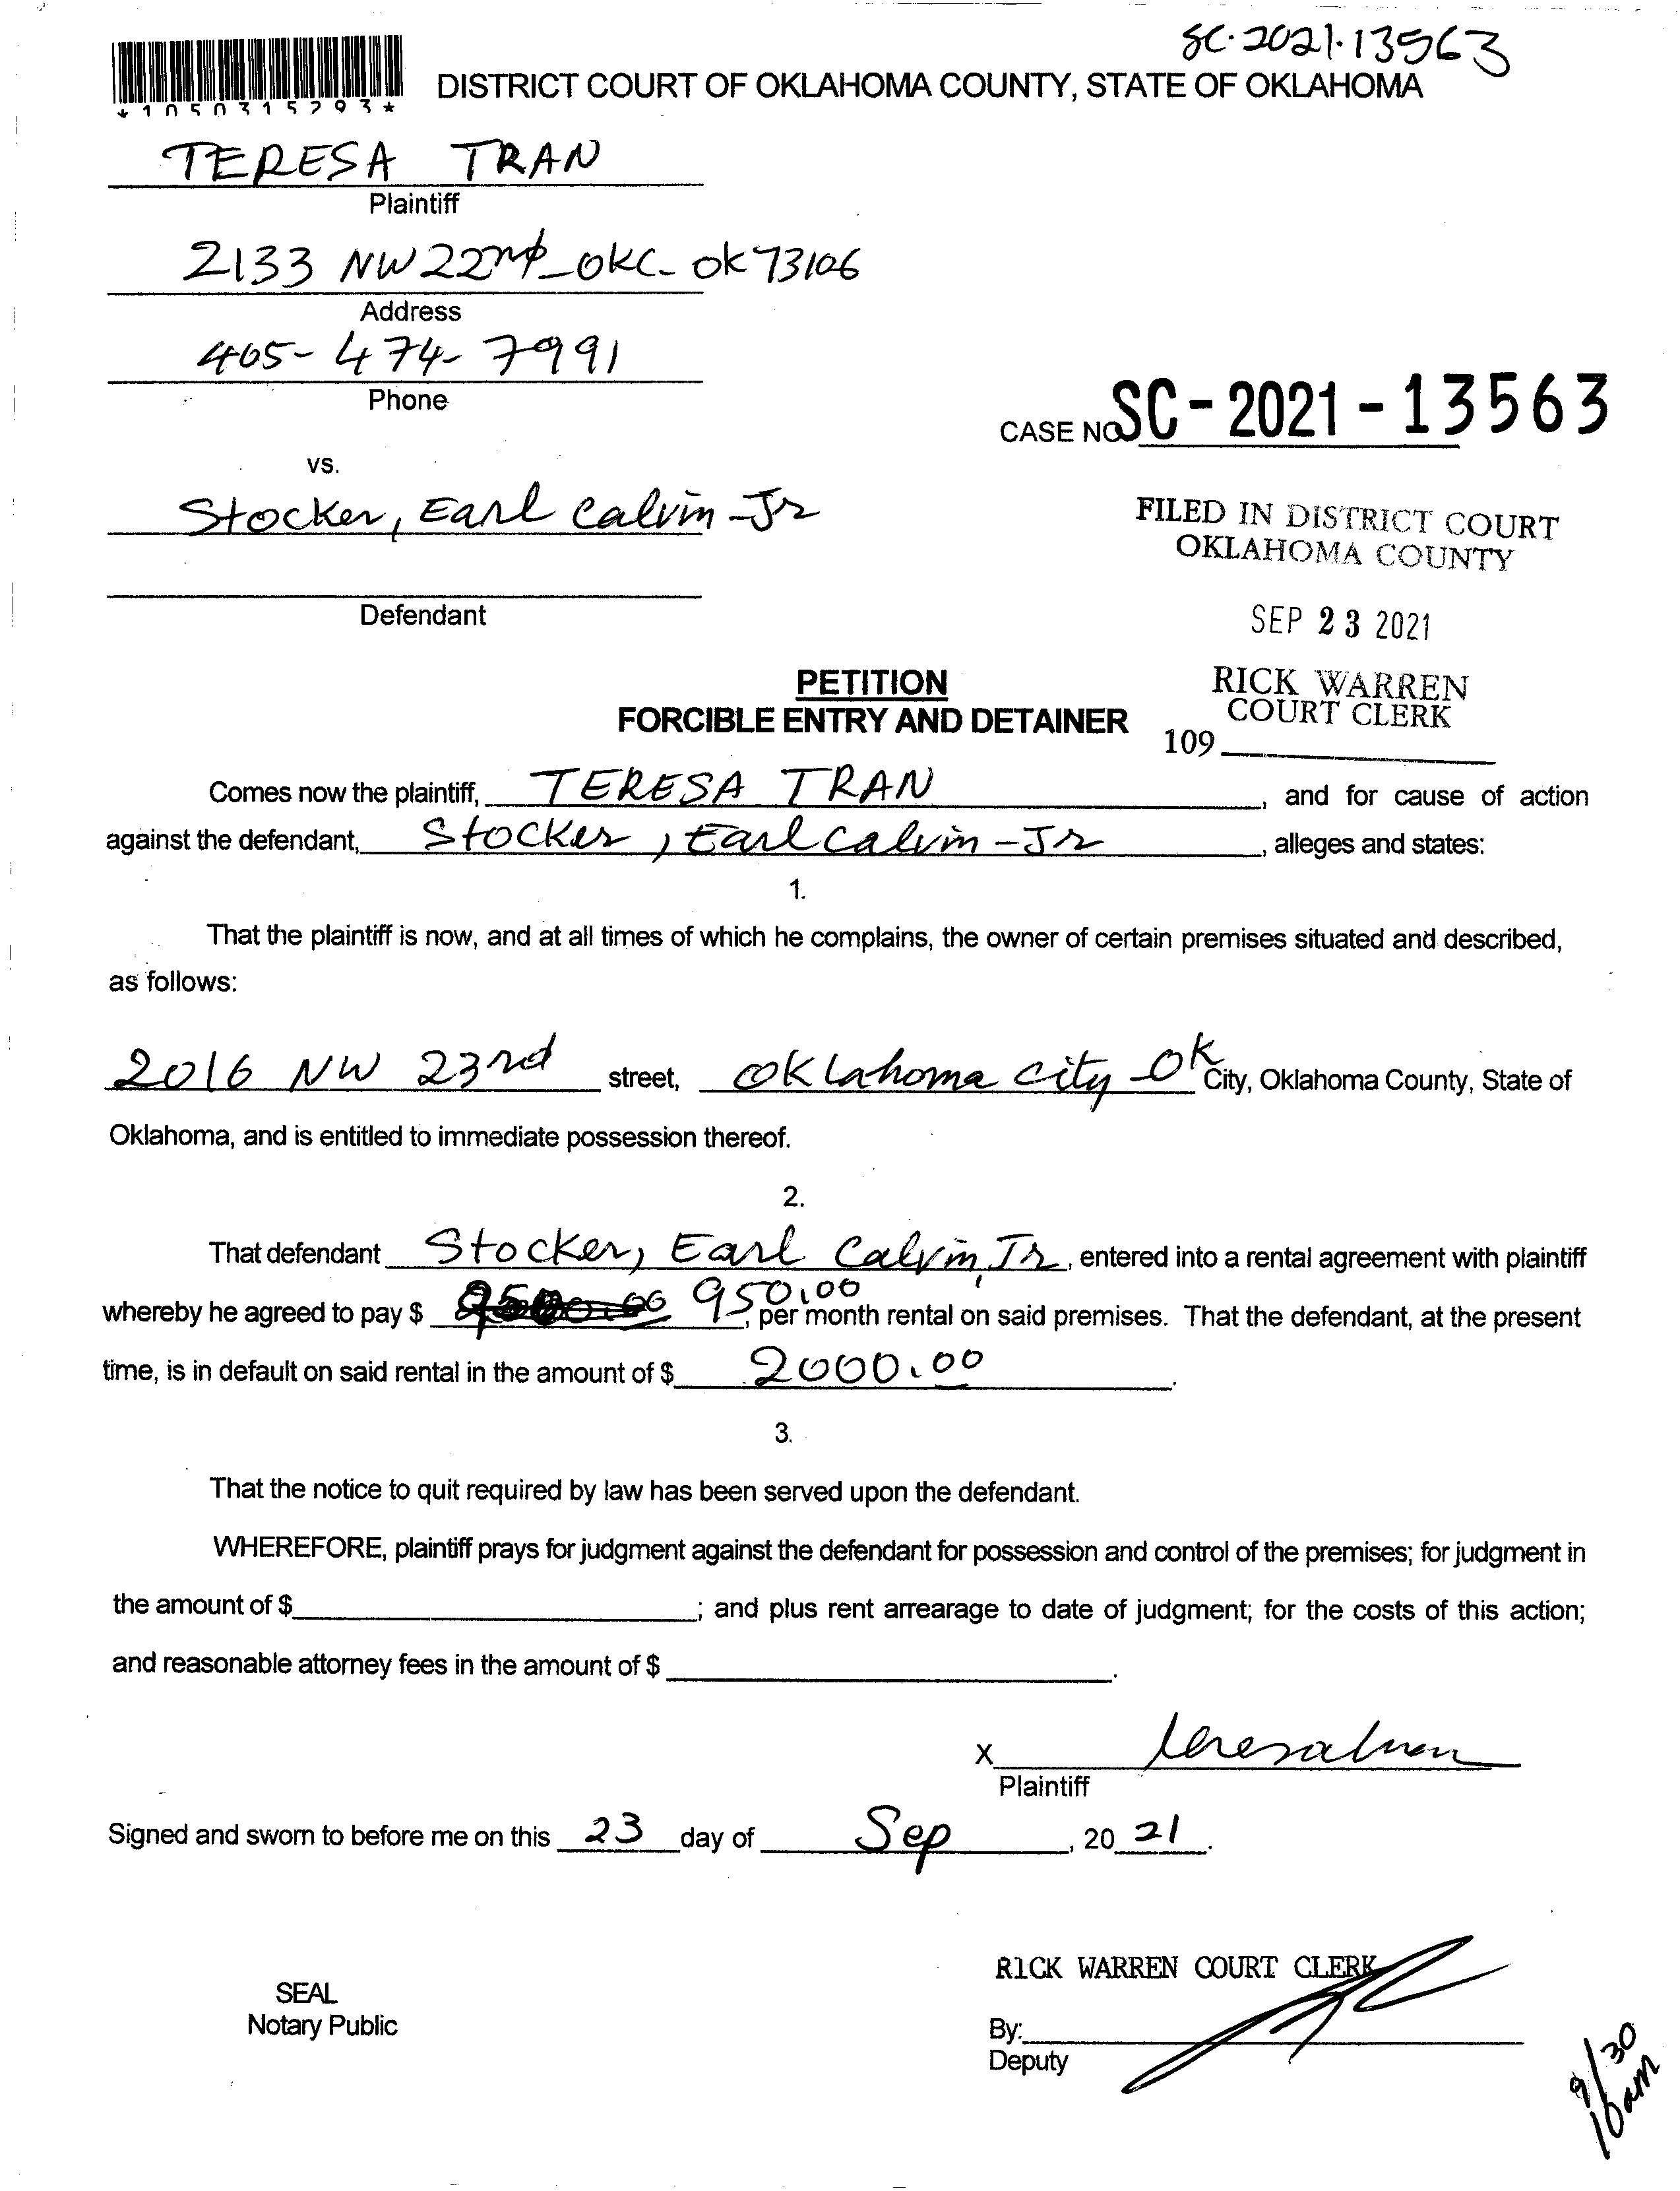 SC-2021-13563
*1050315293*
DISTRICT COURT OF OKLAHOMA COUNTY, STATE OF OKLAHOMA
TERESA TRAN
Plaintiff
2133 NW 22nd - OKC - OK 73106
Address
405-474-7991
Phone
CASE NO SC-2021-13563
vs.
Stocker, Earl Calvin - Jr
Defendant
FILED IN DISTRICT COURT
OKLAHOMA COUNTY
SEP 23 2021
RICK WARREN
COURT CLERK
109
PETITION
FORCIBLE ENTRY AND DETAINER
Comes now the plaintiff, TERESA TRAN, and for cause of action
against the defendant, Stocker, Earl Calvin - Jr, alleges and states:
1.
That the plaintiff is now, and at all times of which he complains, the owner of certain premises situated and described,
as follows:
2016 NW 23rd street, Oklahoma city - OK City, Oklahoma County, State of
Oklahoma, and is entitled to immediate possession thereof.
2.
That defendant Stocker, Earl Calvin, Jr, entered into a rental agreement with plaintiff
whereby he agreed to pay $ 950.00, per month rental on said premises. That the defendant, at the present
time, is in default on said rental in the amount of $ 2000.00.
3.
That the notice to quit required by law has been served upon the defendant.
WHEREFORE, plaintiff prays for judgment against the defendant for possession and control of the premises; for judgment in
the amount of $; and plus rent arrearage to date of judgment; for the costs of this action;
and reasonable attorney fees in the amount of $.
X Teresa Tran
Plaintiff
Signed and sworn to before me on this 23 day of Sep, 20 21.
RICK WARREN COURT CLERK
SEAL
Notary Public
By:
Deputy
9/30
10am